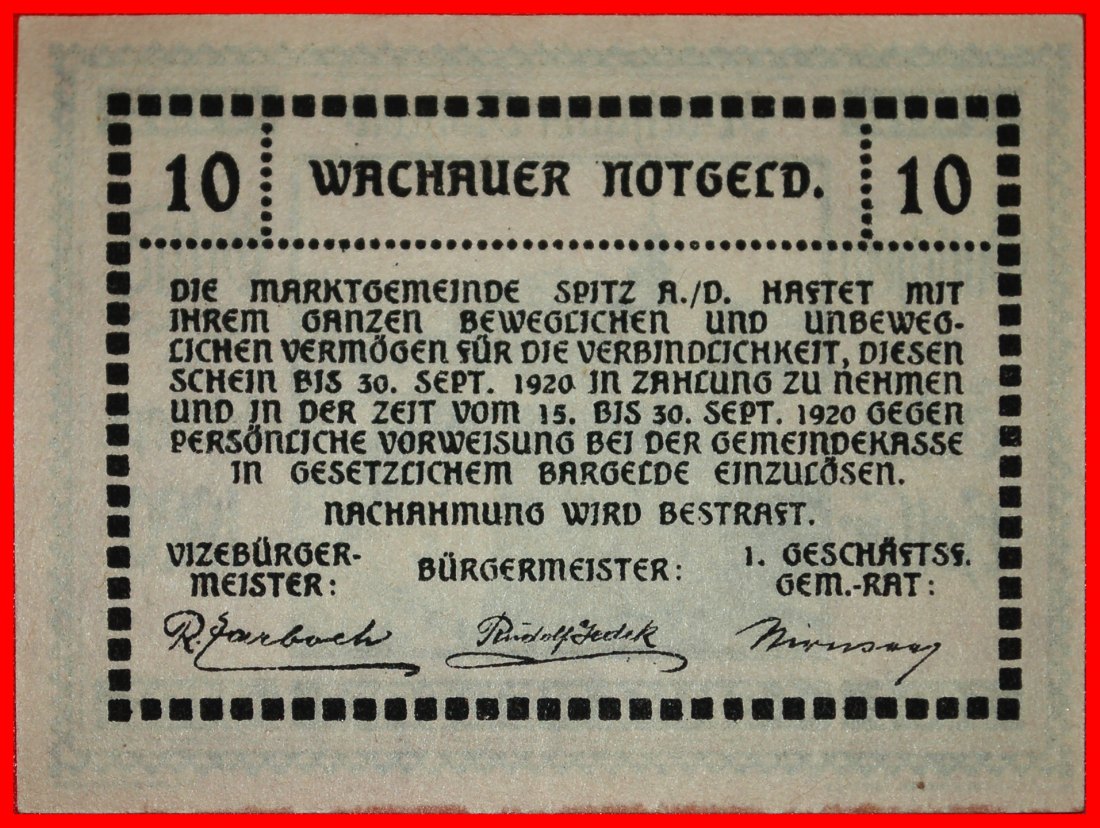 10 WACHAUER NOTGELD. 10
DIE MARKTGEMEINDE SPITZ A./D. HAFTET MIT
IHREM GANZEN BEWEGLICHEN UND UNBEWEG-
LICHEN VERMÖGEN FÜR DIE VERBINDLICHKEIT, DIESEN
SCHEIN BIS 30. SEPT. 1920 IN ZAHLUNG ZU NEHMEN
UND IN DER ZEIT VOM 15. BIS 30. SEPT. 1920 GEGEN
PERSÖNLICHE VORWEISUNG BEI DER GEMEINDEKASSE
IN GESETZLICHEM BARGELDE EINZULÖSEN.
NACHAHMUNG WIRD BESTRAFT.
VIZEBÜRGER-
MEISTER:
BÜRGERMEISTER:
1. GESCHÄFTSF.
GEM.-RAT:
R.
Rudolf